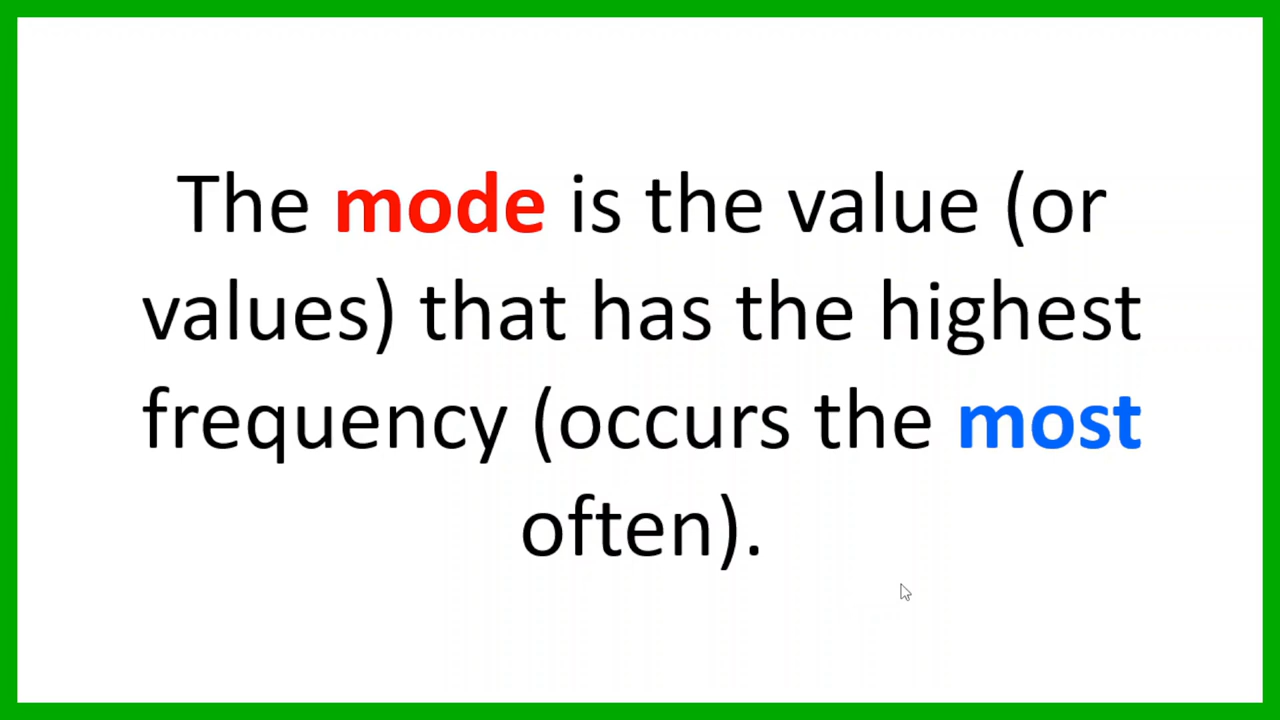 The mode is the value (or
values) that has the highest
frequency (occurs the most
often).